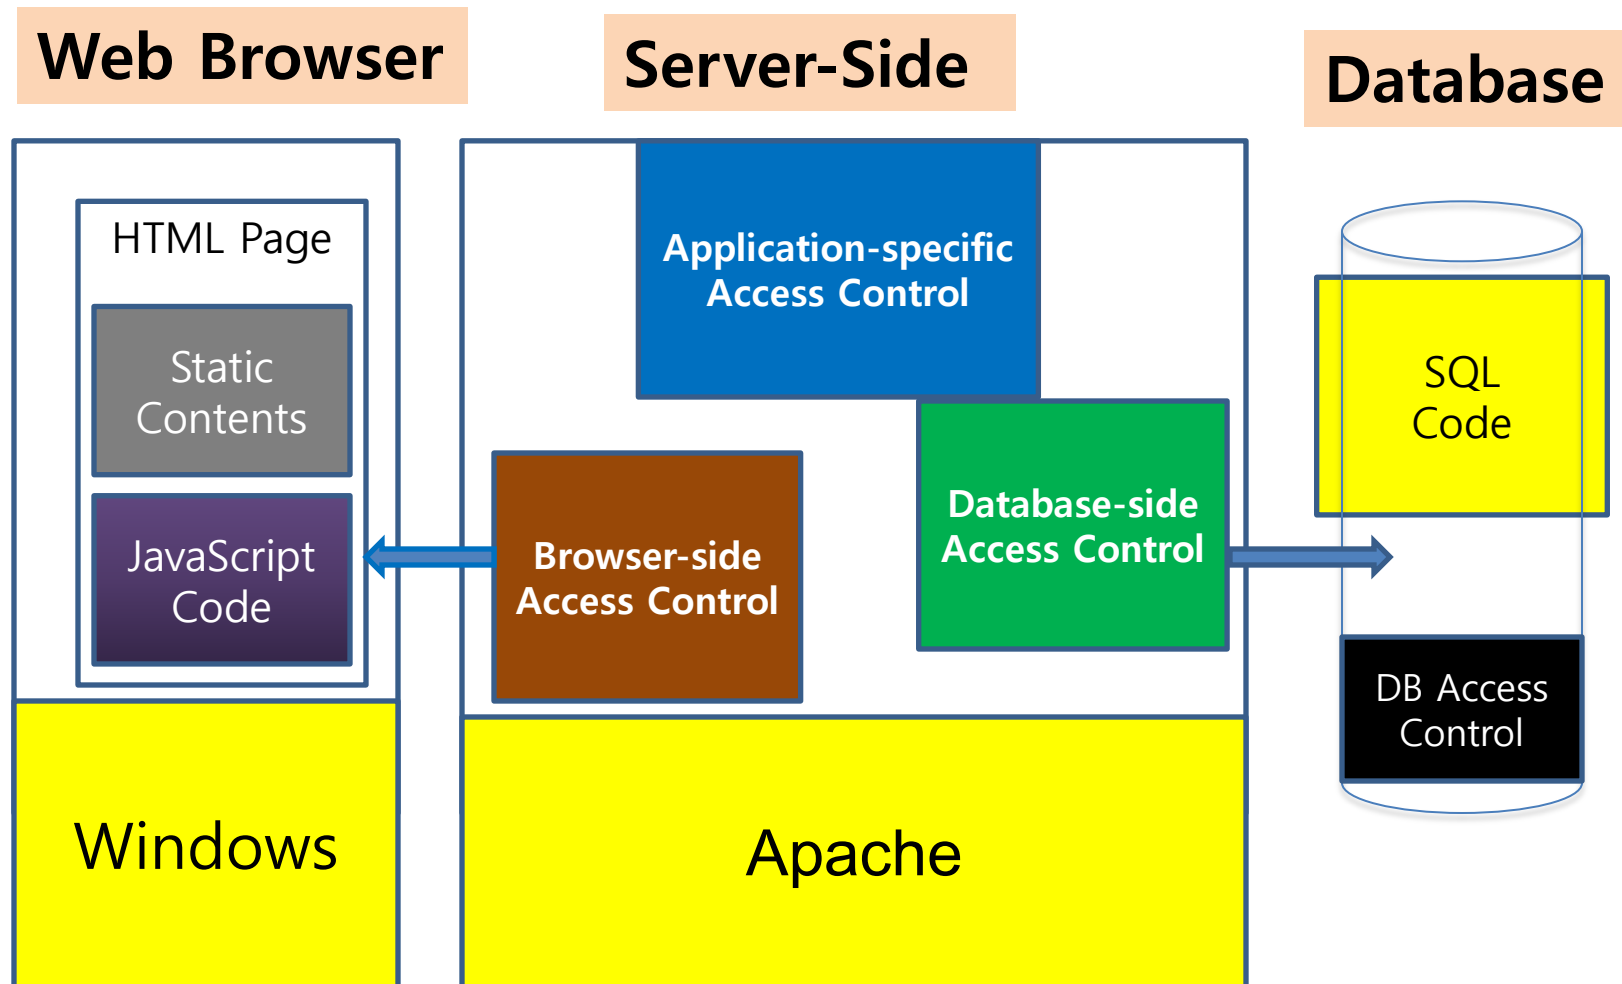 Web Browser
Server-Side
Database
HTML Page
Static
Contents
JavaScript
Code
Windows
Application-specific
Access Control
Browser-side
Access Control
Database-side
Access Control
Apache
SQL
Code
DB Access
Control